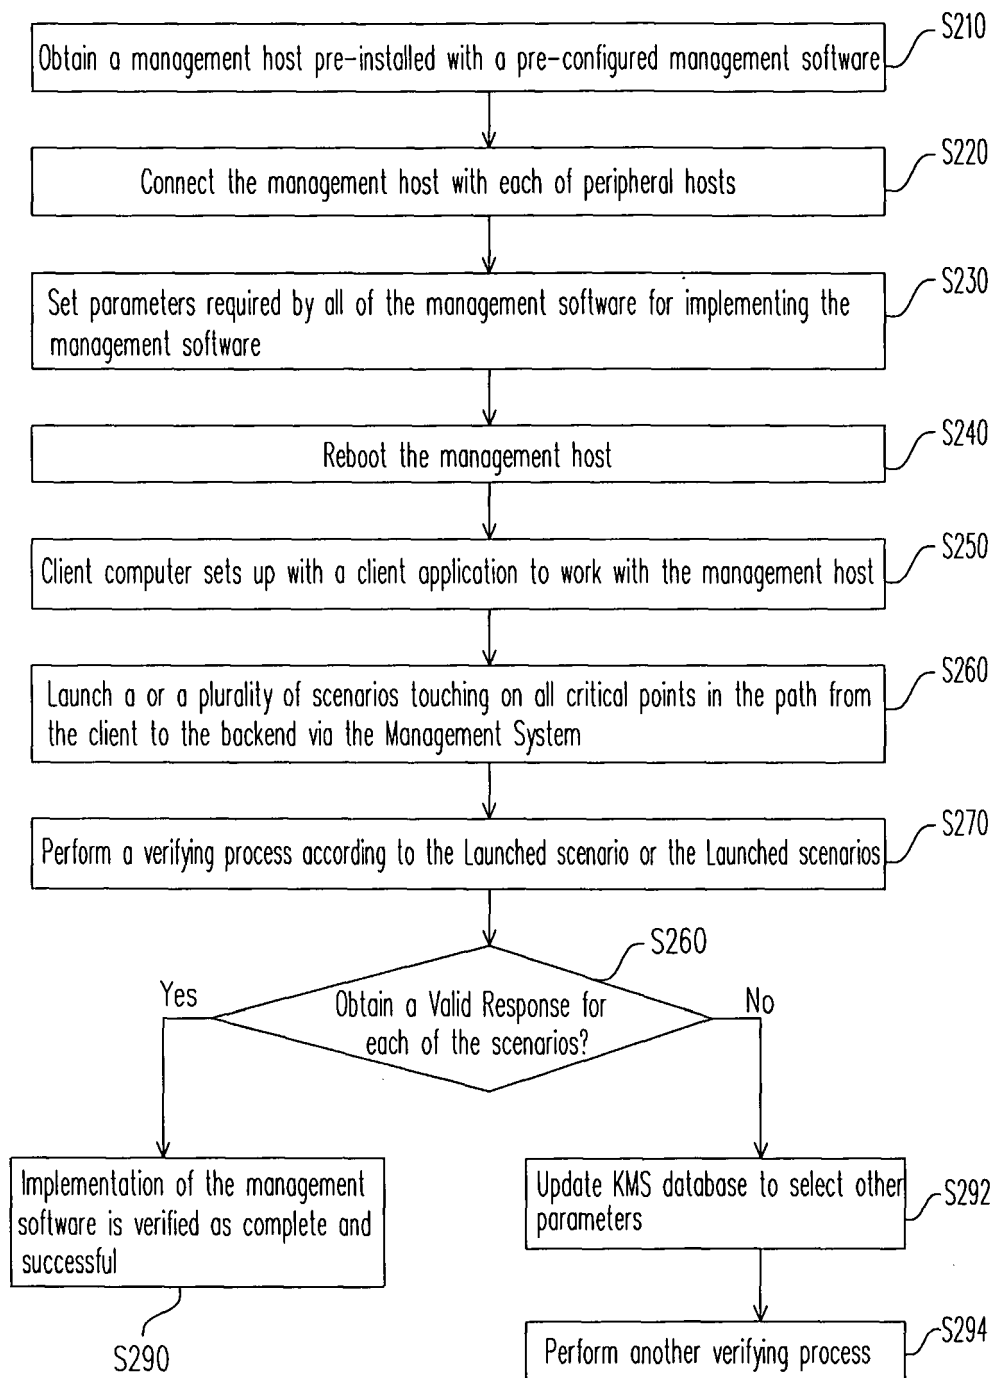 S210
Obtain a management host pre-installed with a pre-configured management software
S220
Connect the management host with each of peripheral hosts
S230
Set parameters required by all of the management software for implementing the
management software
S240
Reboot the management host
S250
Client computer sets up with a client application to work with the management host
S260
Launch a or a plurality of scenarios touching on all critical points in the path from
the client to the backend via the Management System
S270
Perform a verifying process according to the Launched scenario or the Launched scenarios
S260
Yes
Obtain a Valid Response for
each of the scenarios?
No
Implementation of the management
software is verified as complete and
successful
S290
Update KMS database to select other
parameters
S292
Perform another verifying process
S294